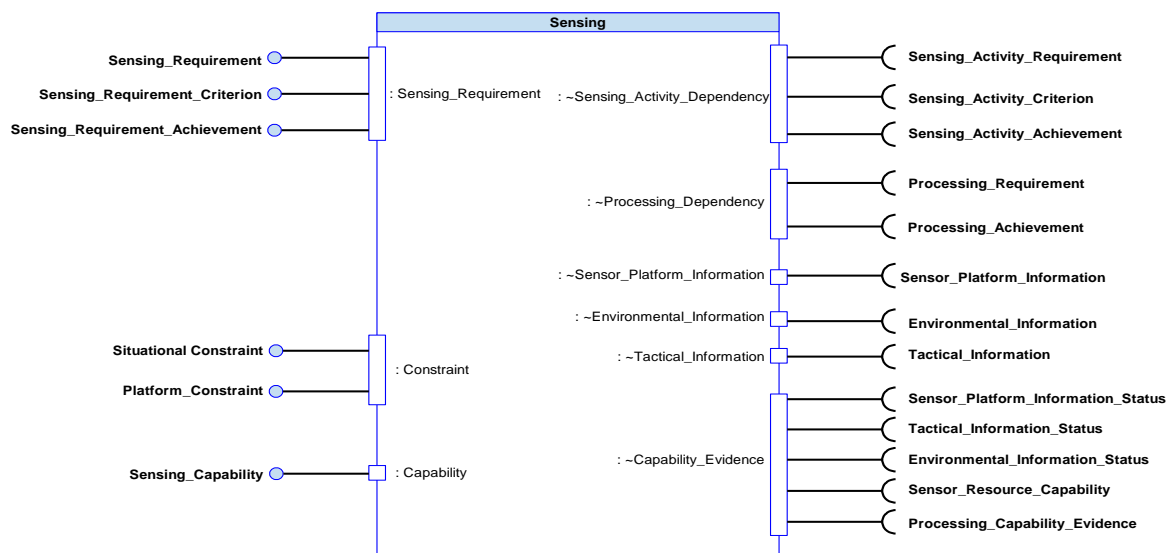 Sensing
Sensing_Requirement
Sensing_Requirement_Criterion
Sensing_Requirement_Achievement
: Sensing_Requirement
: ~Sensing_Activity_Dependency
Sensing_Activity_Requirement
Sensing_Activity_Criterion
Sensing_Activity_Achievement
: ~Processing_Dependency
Processing_Requirement
Processing_Achievement
: ~Sensor_Platform_Information
Sensor_Platform_Information
: ~Environmental_Information
Environmental_Information
: ~Tactical_Information
Tactical_Information
Situational Constraint
Platform_Constraint
: Constraint
Sensing_Capability
: Capability
: ~Capability_Evidence
Sensor_Platform_Information_Status
Tactical_Information_Status
Environmental_Information_Status
Sensor_Resource_Capability
Processing_Capability_Evidence